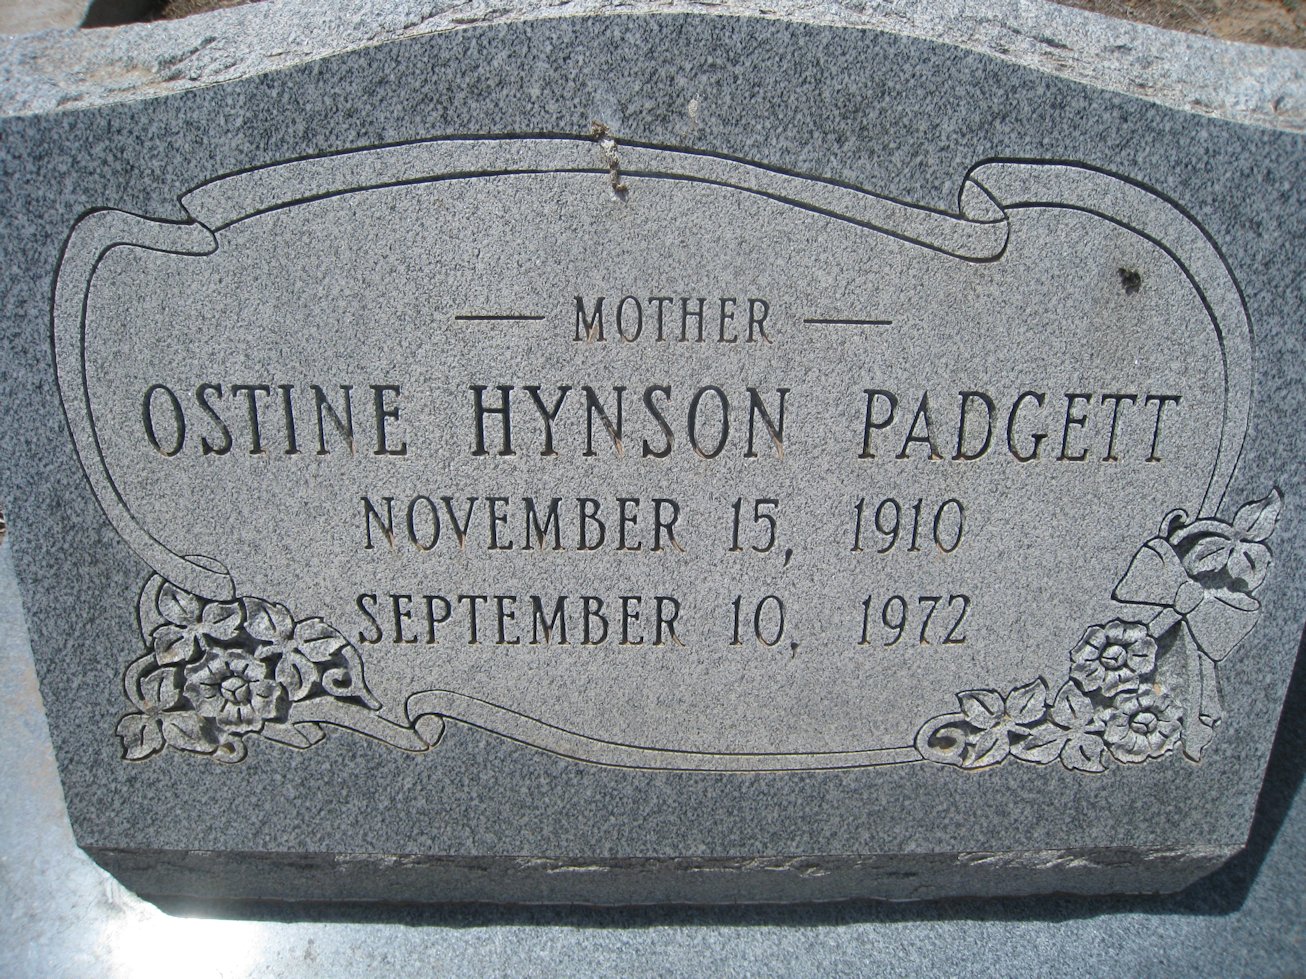 MOTHER
OSTINE HYNSON PADGETT
NOVEMBER 15, 1910
SEPTEMBER 10, 1972